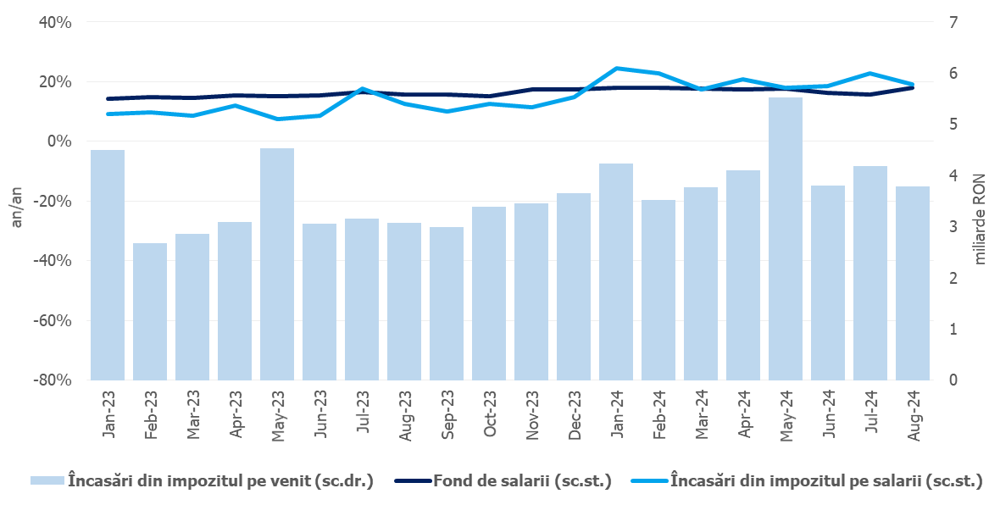 40%
20%
0%
-20%
-40%
-60%
-80%
an/an
7
6
5
4
3
2
1
0
miliarde RON
Jan-23
Feb-23
Mar-23
Apr-23
May-23
Jun-23
Jul-23
Aug-23
Sep-23
Oct-23
Nov-23
Dec-23
Jan-24
Feb-24
Mar-24
Apr-24
May-24
Jun-24
Jul-24
Aug-24
Încasări din impozitul pe venit (sc.dr.)
Fond de salarii (sc.st.)
Încasări din impozitul pe salarii (sc.st.)